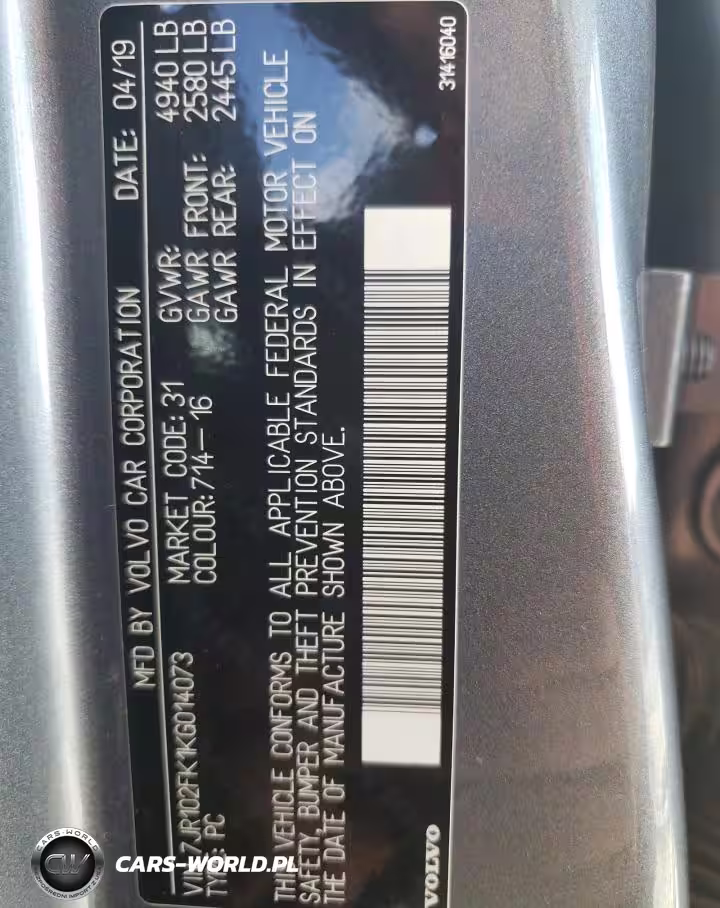 MFD BY VOLVO CAR CORPORATION DATE: 04/19
VIN: 7JR102FK1KG014073 MARKET CODE: 31 GVWR: 4940 LB
TYPE: PC COLOUR: 714—16 GAWR FRONT: 2580 LB
GAWR REAR: 2445 LB
THIS VEHICLE CONFORMS TO ALL APPLICABLE FEDERAL MOTOR VEHICLE
SAFETY, BUMPER AND THEFT PREVENTION STANDARDS IN EFFECT ON
THE DATE OF MANUFACTURE SHOWN ABOVE.
VOLVO
31416040
CARS-WORLD
CW
CARS-WORLD.PL